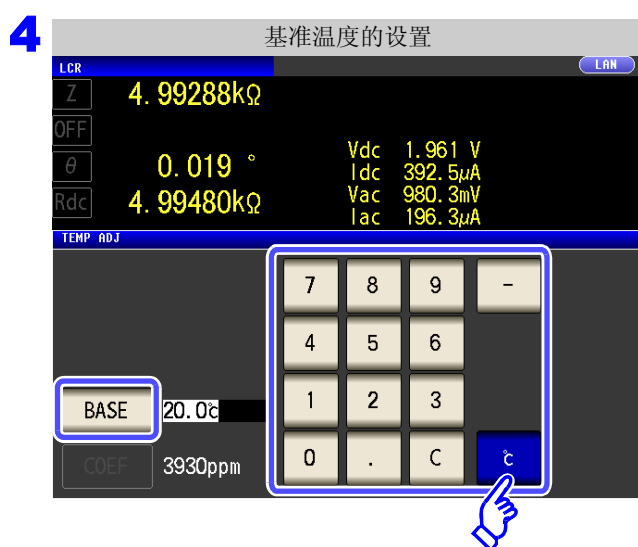 4
基准温度的设置
LCR LAN
Z 4.99288kΩ
OFF
θ 0.019 °
Rdc 4.99480kΩ
Vdc 1.961 V
Idc 392.5μA
Vac 980.3mV
Iac 196.3μA
TEMP ADJ
7 8 9 -
4 5 6
1 2 3
0 . C ℃
BASE 20.0℃
COEF 3930ppm